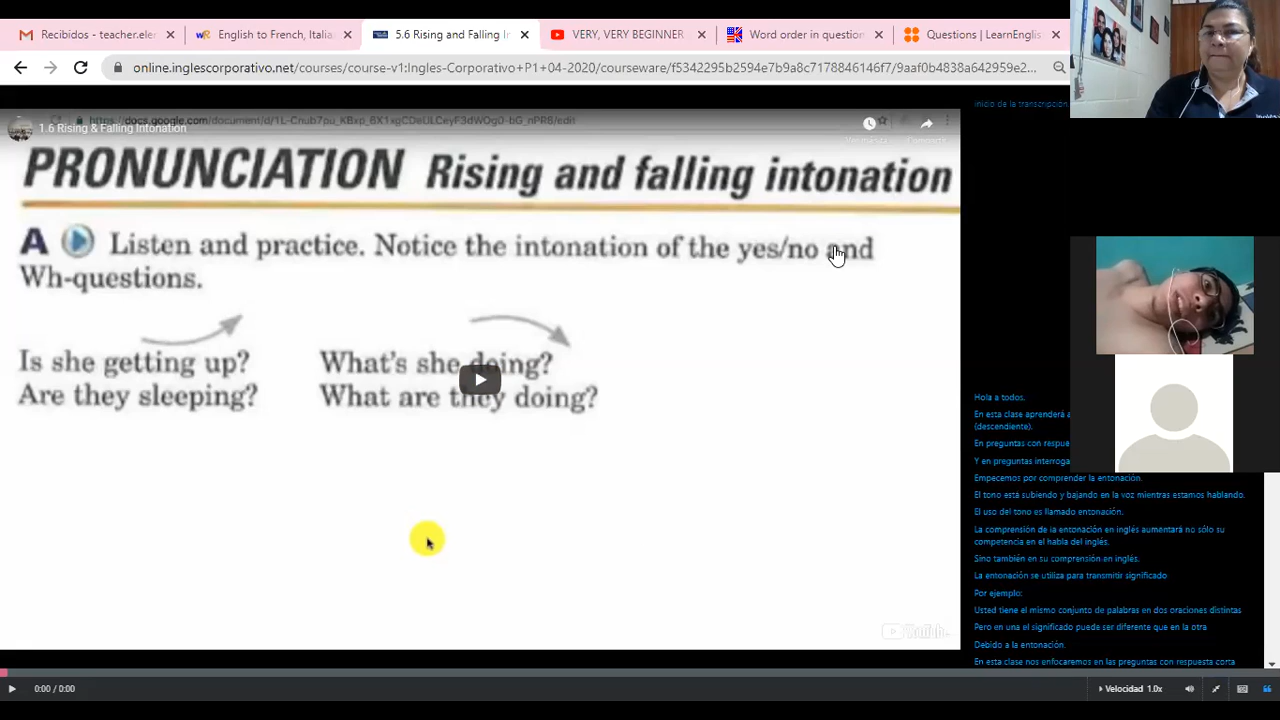 Recibidos - teacher.eler
English to French, Italia
5.6 Rising and Falling In
VERY, VERY BEGINNER
Word order in question
Questions | LearnEnglis
online.inglescorporativo.net/courses/course-v1:Ingles-Corporativo+P1+04-2020/courseware/f5342295b2594e7b9a8c7178846146f7/9aaf0b4838a642959e2...
1.6 Rising & Falling Intonation
PRONUNCIATION Rising and falling intonation
A Listen and practice. Notice the intonation of the yes/no and
Wh-questions.
Is she getting up? What's she doing?
Are they sleeping? What are they doing?
YouTube
inicio de la transcripción
Hola a todos.
En esta clase aprenderá
(descendiente).
En preguntas con
Y en preguntas
Empecemos por comprender la entonación.
El tono está subiendo y bajando en la voz mientras estamos hablando.
El uso del tono es llamado entonación.
La comprensión de la entonación en inglés aumentará no sólo su
competencia en el habla del inglés.
Sino también en su comprensión en inglés.
La entonación se utiliza para transmitir significado
Por ejemplo:
Usted tiene el mismo conjunto de palabras en dos oraciones distintas
Pero en una el significado puede ser diferente que en la otra
Debido a la entonación.
En esta clase nos enfocaremos en las preguntas con respuesta corta
0:00 / 0:00
Velocidad 1.0x